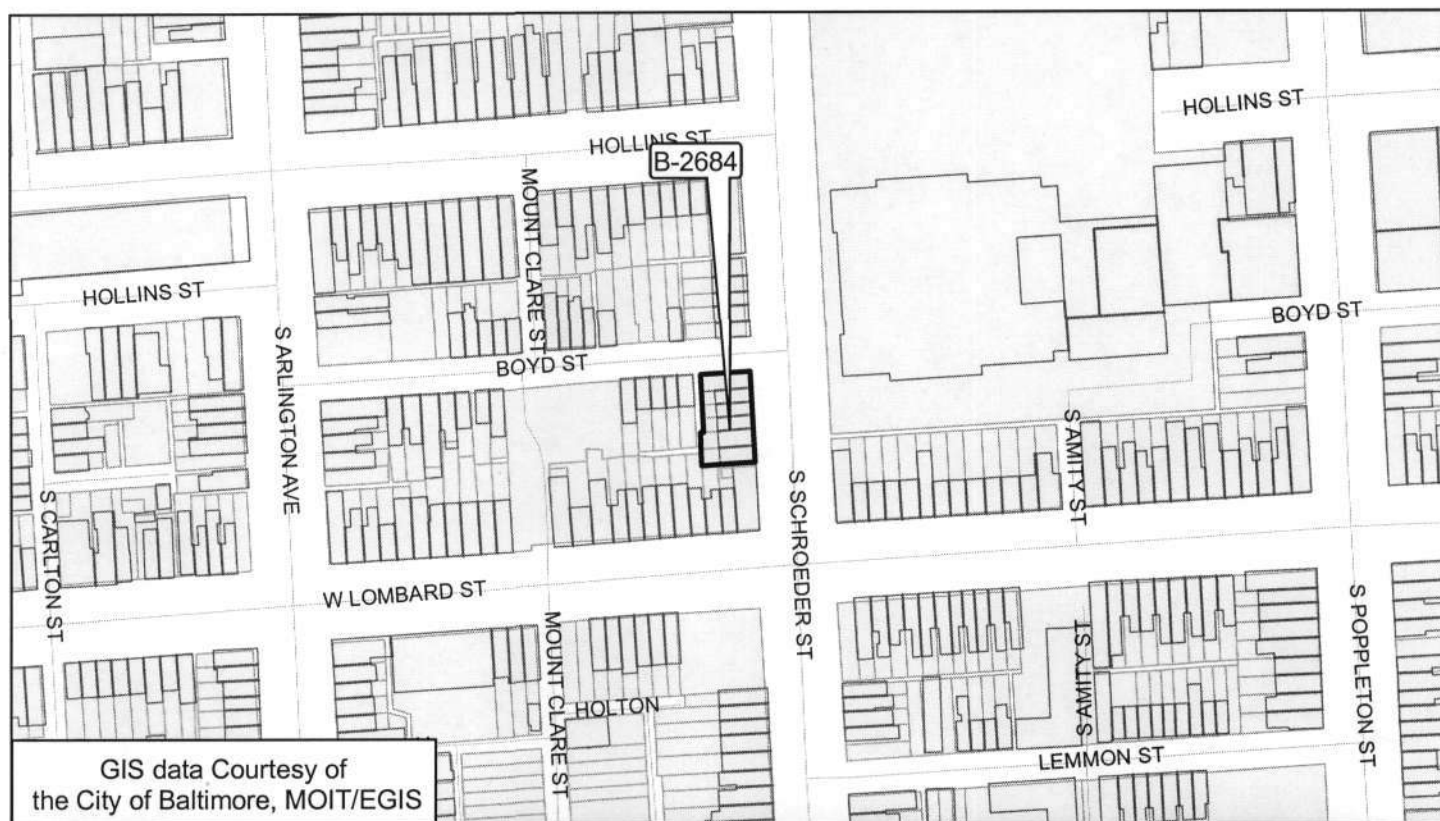 HOLLINS ST
HOLLINS ST
B-2684
MOUNT CLARE ST
HOLLINS ST
S ARLINGTON AVE
BOYD ST
BOYD ST
S CARLTON ST
S SCHROEDER ST
S AMITY ST
W LOMBARD ST
MOUNT CLARE ST
S AMITY ST
S POPPLETON ST
HOLTON
LEMMON ST
GIS data Courtesy of
the City of Baltimore, MOIT/EGIS